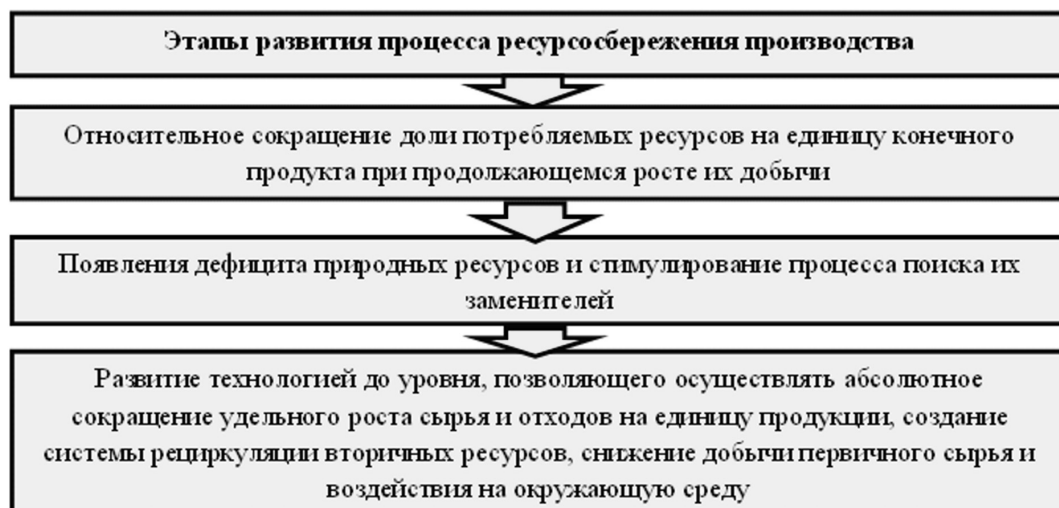 Этапы развития процесса ресурсосбережения производства
Относительное сокращение доли потребляемых ресурсов на единицу конечного
продукта при продолжающемся росте их добычи
Появления дефицита природных ресурсов и стимулирование процесса поиска их
заменителей
Развитие технологией до уровня, позволяющего осуществлять абсолютное
сокращение удельного роста сырья и отходов на единицу продукции, создание
системы рециркуляции вторичных ресурсов, снижение добычи первичного сырья и
воздействия на окружающую среду